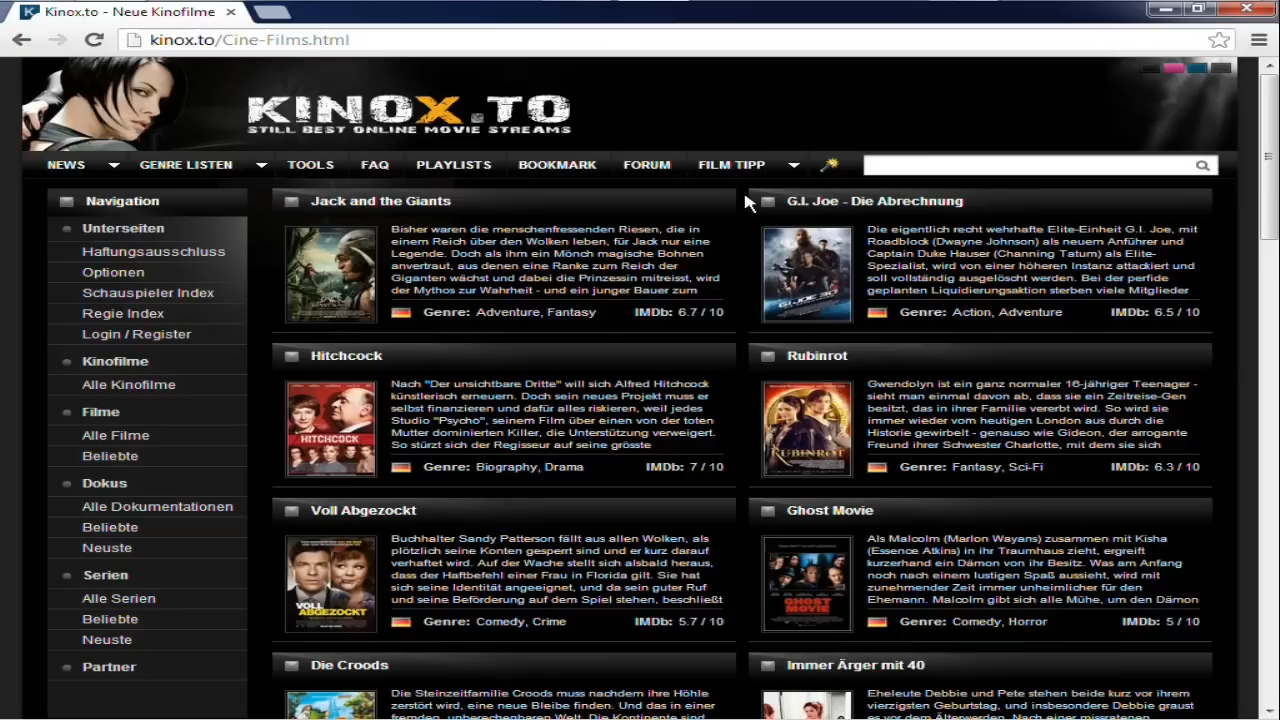 Kinox.to - Neue Kinofilme
kinox.to/Cine-Films.html
KINOX.TO
STILL BEST ONLINE MOVIE STREAMS
NEWS GENRE LISTEN TOOLS FAQ PLAYLISTS BOOKMARK FORUM FILM TIPP
Navigation
Unterseiten
Haftungsausschluss
Optionen
Schauspieler Index
Regie Index
Login / Register
Kinofilme
Alle Kinofilme
Filme
Alle Filme
Beliebte
Dokus
Alle Dokumentationen
Beliebte
Neuste
Serien
Alle Serien
Beliebte
Neuste
Partner
Jack and the Giants
Bisher waren die menschenfressenden Riesen, die in
einem Reich über den Wolken leben, für Jack nur eine
Legende. Doch als ihm ein Mönch magische Bohnen
anvertraut, aus denen eine Ranke zum Reich der
Giganten wächst und dabei die Prinzessin mitreisst, wird
der Mythos zur Wahrheit - und ein junger Bauer zum
Genre: Adventure, Fantasy IMDb: 6.7 / 10
G.I. Joe - Die Abrechnung
Die eigentlich recht wehrhafte Elite-Einheit G.I. Joe, mit
Roadblock (Dwayne Johnson) als neuem Anführer und
Captain Duke Hauser (Channing Tatum) als Elite-
Spezialist, wird von einer höheren Instanz attackiert und
soll vollständig ausgelöscht werden. Bei der perfide
geplanten Liquidierungsaktion sterben viele Mitglieder
Genre: Action, Adventure IMDb: 6.5 / 10
Hitchcock
HITCHCOCK
Nach "Der unsichtbare Dritte" will sich Alfred Hitchcock
künstlerisch erneuern. Doch sein neues Projekt muss er
selbst finanzieren und dafür alles riskieren, weil jedes
Studio "Psycho", seinem Film über einen von der toten
Mutter dominierten Killer, die Unterstützung verweigert.
So stürzt sich der Regisseur auf seine grösste
Genre: Biography, Drama IMDb: 7 / 10
Rubinrot
RUBINROT
Gwendolyn ist ein ganz normaler 16-jähriger Teenager -
sieht man einmal davon ab, dass sie ein Zeitreise-Gen
besitzt, das in ihrer Familie vererbt wird. So wird sie
immer wieder vom heutigen London aus durch die
Historie gewirbelt - genauso wie Gideon, der arrogante
Freund ihrer Schwester Charlotte, mit dem sie sich
Genre: Fantasy, Sci-Fi IMDb: 6.3 / 10
Voll Abgezockt
VOLL
ABGEZOCKT
Buchhalter Sandy Patterson fällt aus allen Wolken, als
plötzlich seine Konten gesperrt sind und er kurz darauf
verhaftet wird. Auf der Wache stellt sich alsbald heraus,
dass der Haftbefehl einer Frau in Florida gilt. Sie hat
sich seine Identität angeeignet, und da sein guter Ruf
und seine Beförderung auf dem Spiel stehen, beschließt
Genre: Comedy, Crime IMDb: 5.7 / 10
Ghost Movie
GHOST
MOVIE
Als Malcolm (Marlon Wayans) zusammen mit Kisha
(Essence Atkins) in ihr Traumhaus zieht, ergreift
kurzerhand ein Dämon von ihr Besitz. Was am Anfang
noch nach einem lustigen Spaß aussieht, wird mit
zunehmender Zeit immer unheimlicher für den
Ehemann. Malcolm gibt sich alle Mühe, um den Dämon
Genre: Comedy, Horror IMDb: 5 / 10
Die Croods
Die Steinzeitfamilie Croods muss nachdem ihre Höhle
zerstört wird, eine neue Bleibe finden. Und das in einer
fremden, unberechenbaren Welt. Die Kontinente sind
Immer Ärger mit 40
Eheleute Debbie und Pete stehen beide kurz vor ihrem
vierzigsten Geburtstag, und insbesondere Debbie graust
es vor dem Älterwerden. Nach einer missratenen